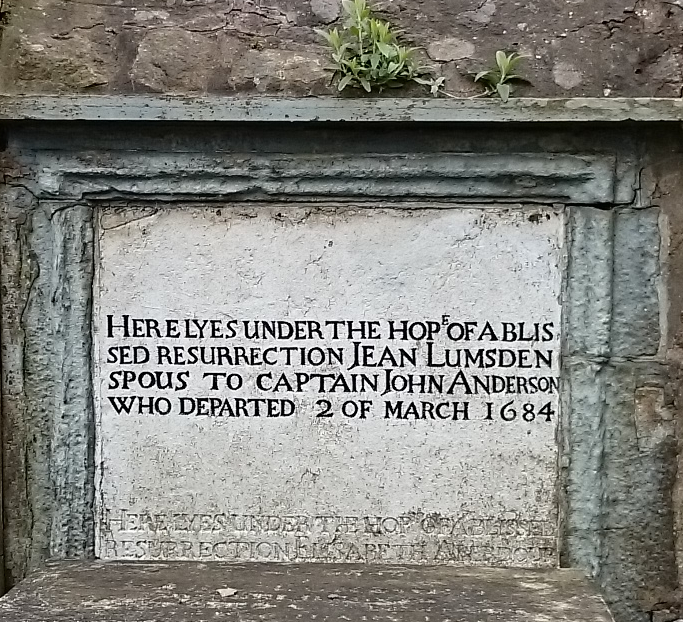 HERE LYES UNDER THE HOPE OF A BLIS
SED RESURRECTION JEAN LUMSDEN
SPOUS TO CAPTAIN JOHN ANDERSON
WHO DEPARTED 2 OF MARCH 1684
HERE LYES UNDER THE HOP OF A BLISSED
RESURRECTION ELISABETH